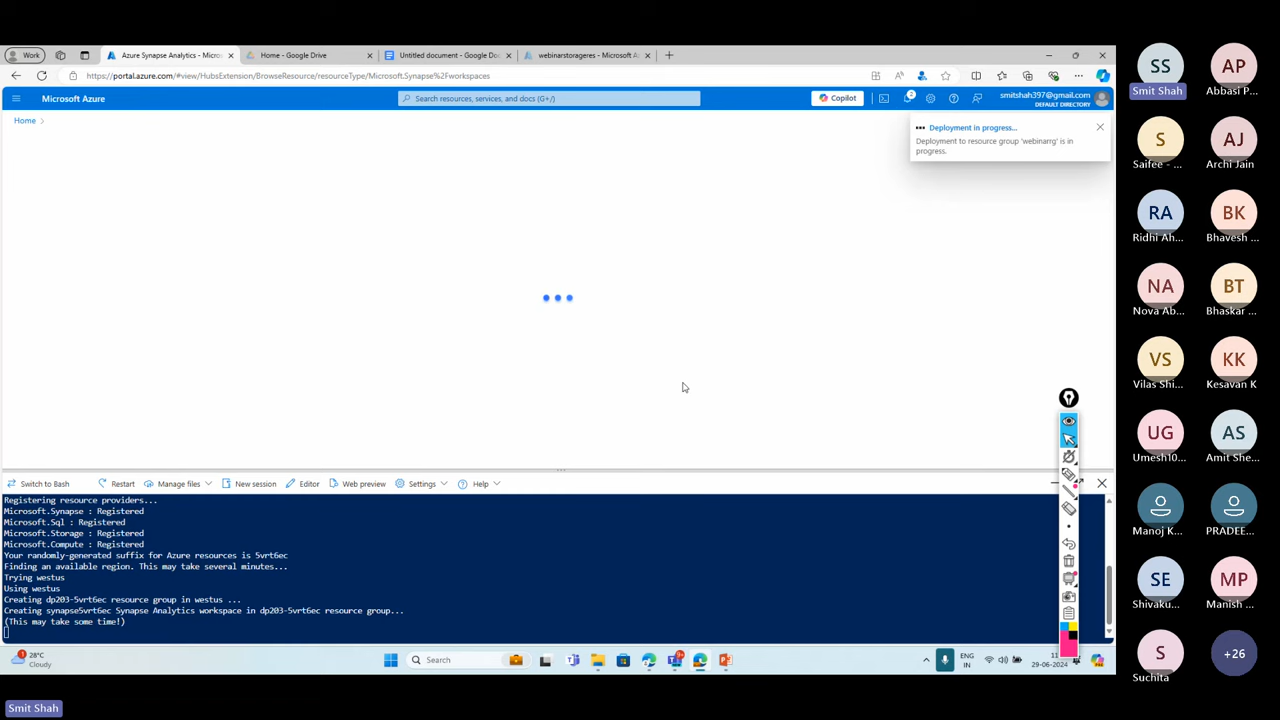 Work
Azure Synapse Analytics - Micros
Home - Google Drive
Untitled document - Google Doc
webinarstorageres - Microsoft A
https://portal.azure.com/#view/HubsExtension/BrowseResource/resourceType/Microsoft.Synapse%2Fworkspaces
Microsoft Azure
Search resources, services, and docs (G+/)
Copilot
2
smitshah397@gmail.com
DEFAULT DIRECTORY
Home >
Deployment in progress...
Deployment to resource group 'webinarrg' is in
progress.
Switch to Bash
Restart
Manage files
New session
Editor
Web preview
Settings
Help
Registering resource providers...
Microsoft.Synapse : Registered
Microsoft.Sql : Registered
Microsoft.Storage : Registered
Microsoft.Compute : Registered
Your randomly-generated suffix for Azure resources is 5vrt6ec
Finding an available region. This may take several minutes...
Trying westus
Using westus
Creating dp203-5vrt6ec resource group in westus ...
Creating synapse5vrt6ec Synapse Analytics workspace in dp203-5vrt6ec resource group...
(This may take some time!)
1
28°C
Cloudy
Search
ENG
IN
29-06-2024
SS
Smit Shah
AP
Abbasi P...
S
Saifee - ...
AJ
Archi Jain
RA
Ridhi Ah...
BK
Bhavesh ...
NA
Nova Ab...
BT
Bhaskar ...
VS
Vilas Shi...
KK
Kesavan K
UG
Umesh10...
AS
Amit She...
Manoj K...
PRADEE...
SE
Shivaku...
MP
Manish ...
S
Suchita
+26
Smit Shah